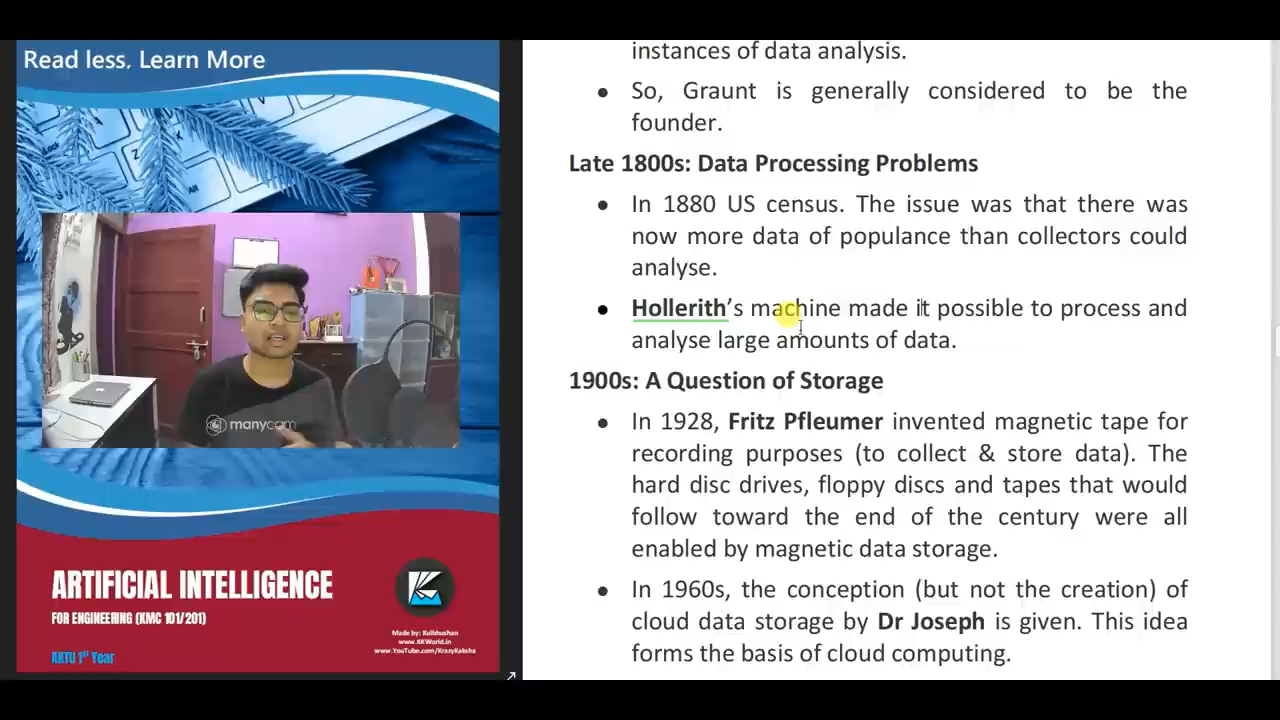 Read less. Learn More
manycam
ARTIFICIAL INTELLIGENCE
FOR ENGINEERING (KMC 101/201)
AKTU 1st Year
Made by: Kulbhushan
www.KKWorld.in
www.YouTube.com/KrazyKaksha
instances of data analysis.
• So, Graunt is generally considered to be the
founder.
Late 1800s: Data Processing Problems
• In 1880 US census. The issue was that there was
now more data of populance than collectors could
analyse.
• Hollerith’s machine made it possible to process and
analyse large amounts of data.
1900s: A Question of Storage
• In 1928, Fritz Pfleumer invented magnetic tape for
recording purposes (to collect & store data). The
hard disc drives, floppy discs and tapes that would
follow toward the end of the century were all
enabled by magnetic data storage.
• In 1960s, the conception (but not the creation) of
cloud data storage by Dr Joseph is given. This idea
forms the basis of cloud computing.